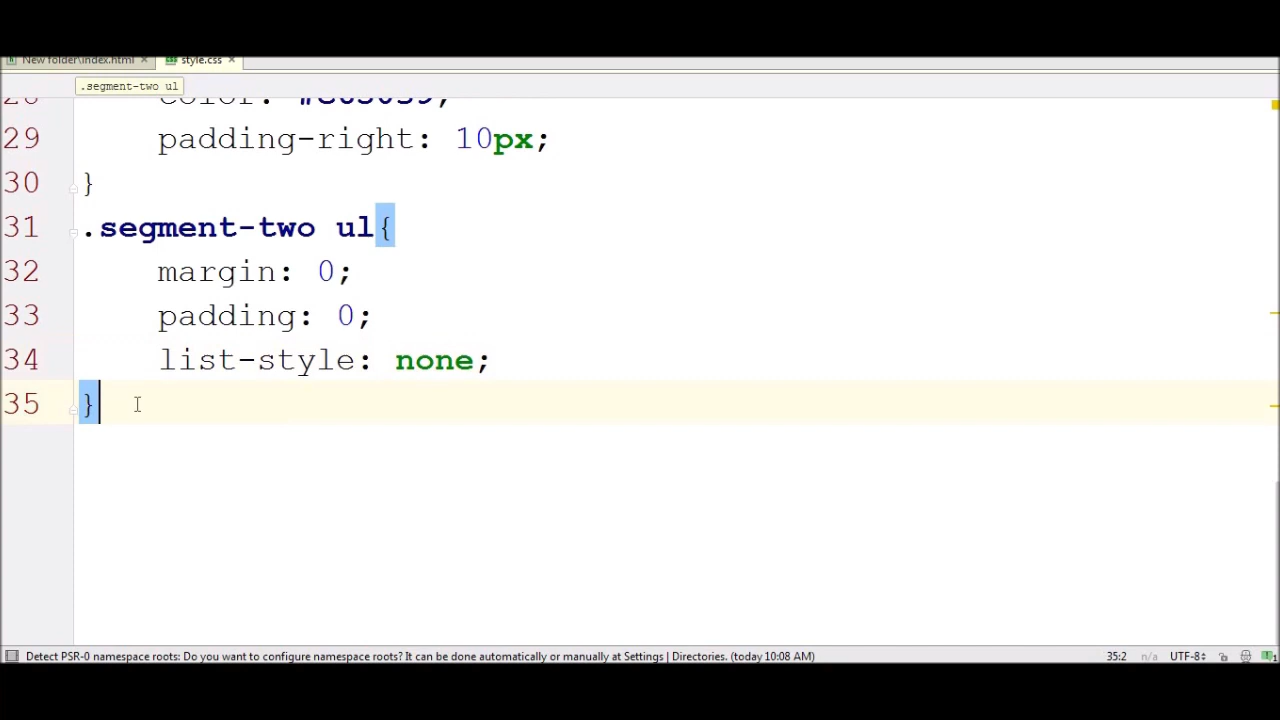 New folder\index.html style.css
.segment-two ul
29 padding-right: 10px;
30 }
31 .segment-two ul{
32 margin: 0;
33 padding: 0;
34 list-style: none;
35 }
Detect PSR-0 namespace roots: Do you want to configure namespace roots? It can be done automatically or manually at Settings | Directories. (today 10:08 AM) 35:2 n/a UTF-8